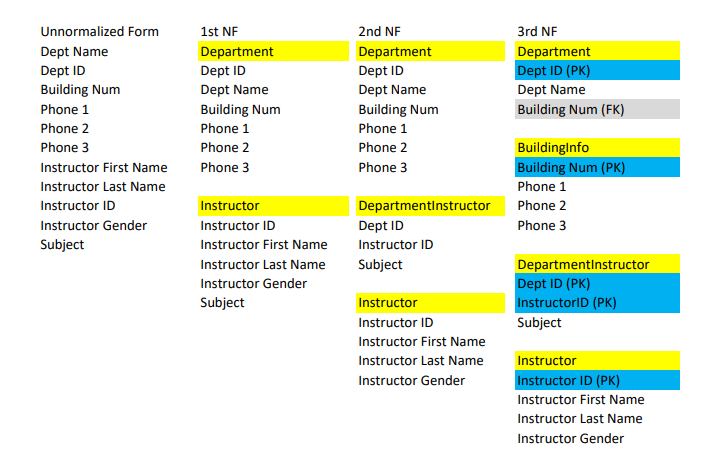 Unnormalized Form
Dept Name
Dept ID
Building Num
Phone 1
Phone 2
Phone 3
Instructor First Name
Instructor Last Name
Instructor ID
Instructor Gender
Subject
1st NF
Department
Dept ID
Dept Name
Building Num
Phone 1
Phone 2
Phone 3
Instructor
Instructor ID
Instructor First Name
Instructor Last Name
Instructor Gender
Subject
2nd NF
Department
Dept ID
Dept Name
Building Num
Phone 1
Phone 2
Phone 3
DepartmentInstructor
Dept ID
Instructor ID
Subject
Instructor
Instructor ID
Instructor First Name
Instructor Last Name
Instructor Gender
3rd NF
Department
Dept ID (PK)
Dept Name
Building Num (FK)
BuildingInfo
Building Num (PK)
Phone 1
Phone 2
Phone 3
DepartmentInstructor
Dept ID (PK)
InstructorID (PK)
Subject
Instructor
Instructor ID (PK)
Instructor First Name
Instructor Last Name
Instructor Gender